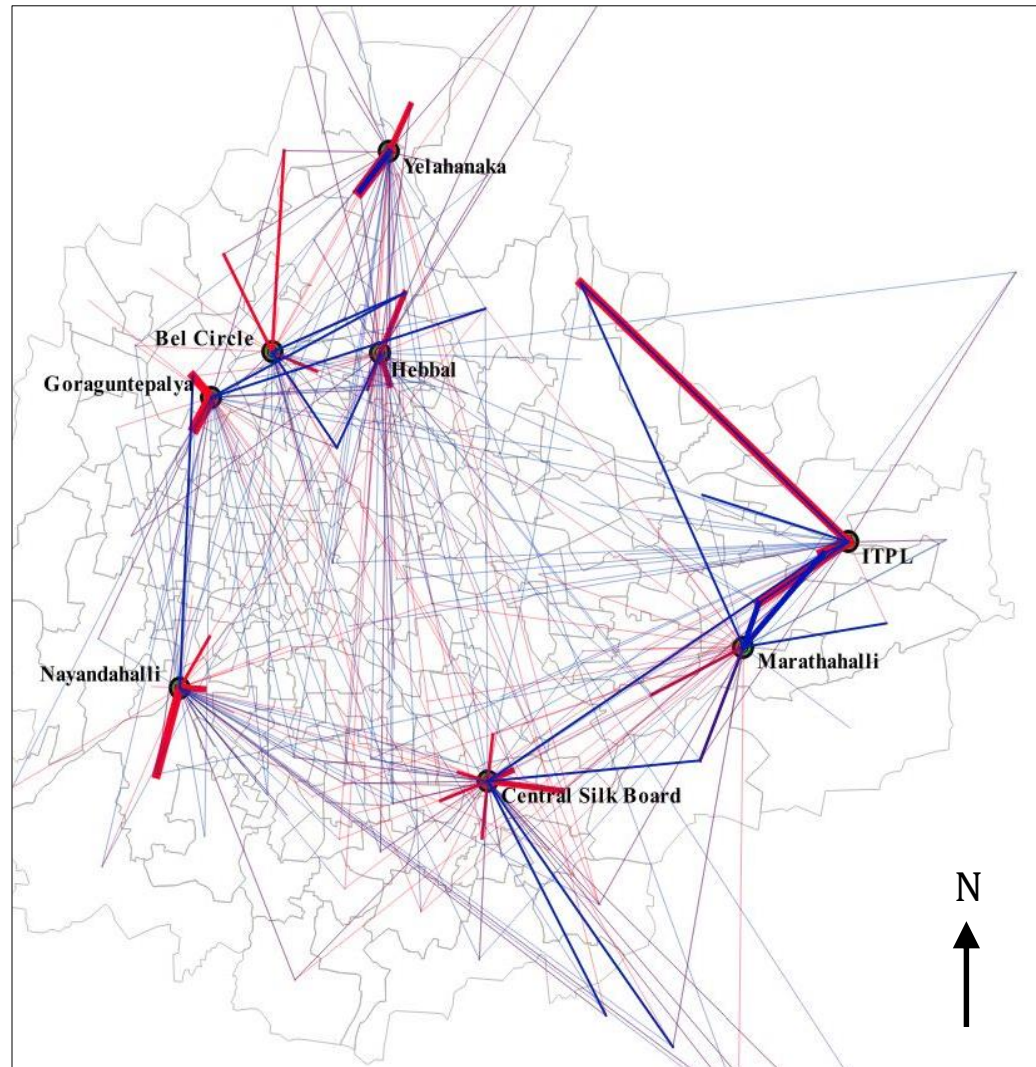 Yelahanaka
Bel Circle
Hebbal
Goraguntepalya
ITPL
Marathahalli
Nayandahalli
Central Silk Board
N